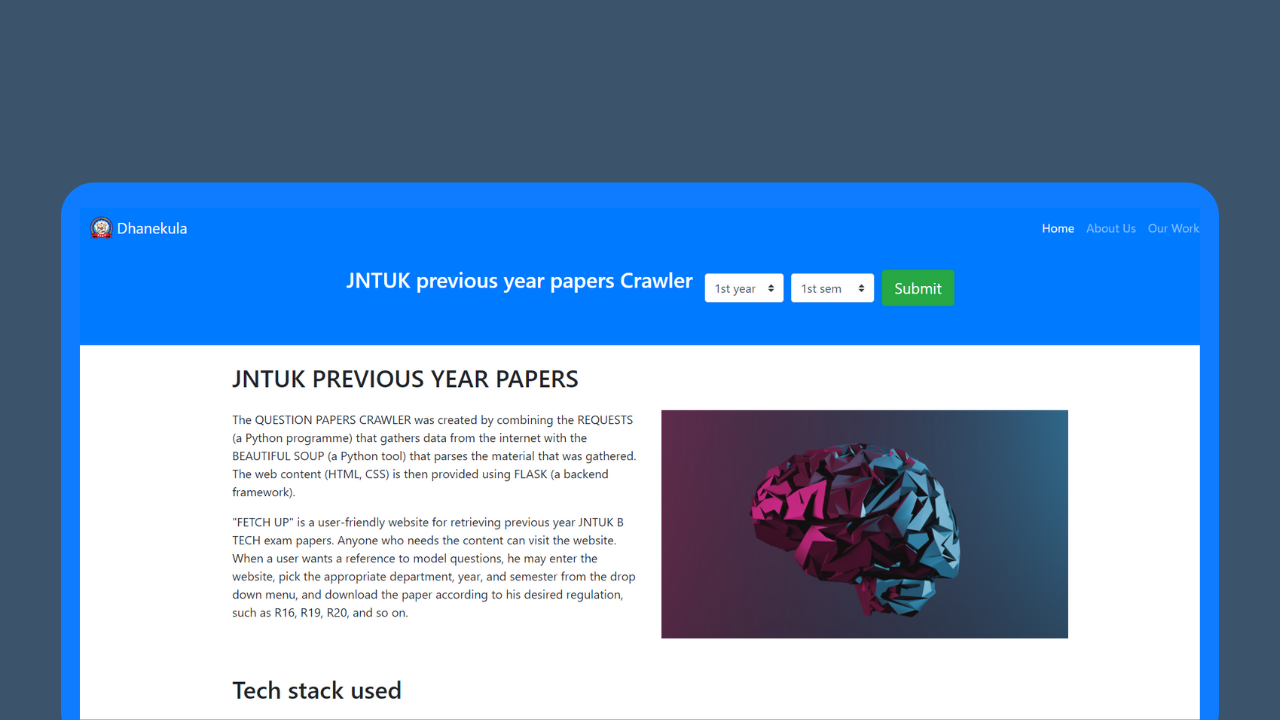 Dhanekula
Home About Us Our Work
JNTUK previous year papers Crawler 1st year 1st sem Submit
JNTUK PREVIOUS YEAR PAPERS
The QUESTION PAPERS CRAWLER was created by combining the REQUESTS
(a Python programme) that gathers data from the internet with the
BEAUTIFUL SOUP (a Python tool) that parses the material that was gathered.
The web content (HTML, CSS) is then provided using FLASK (a backend
framework).
"FETCH UP" is a user-friendly website for retrieving previous year JNTUK B
TECH exam papers. Anyone who needs the content can visit the website.
When a user wants a reference to model questions, he may enter the
website, pick the appropriate department, year, and semester from the drop
down menu, and download the paper according to his desired regulation,
such as R16, R19, R20, and so on.
Tech stack used